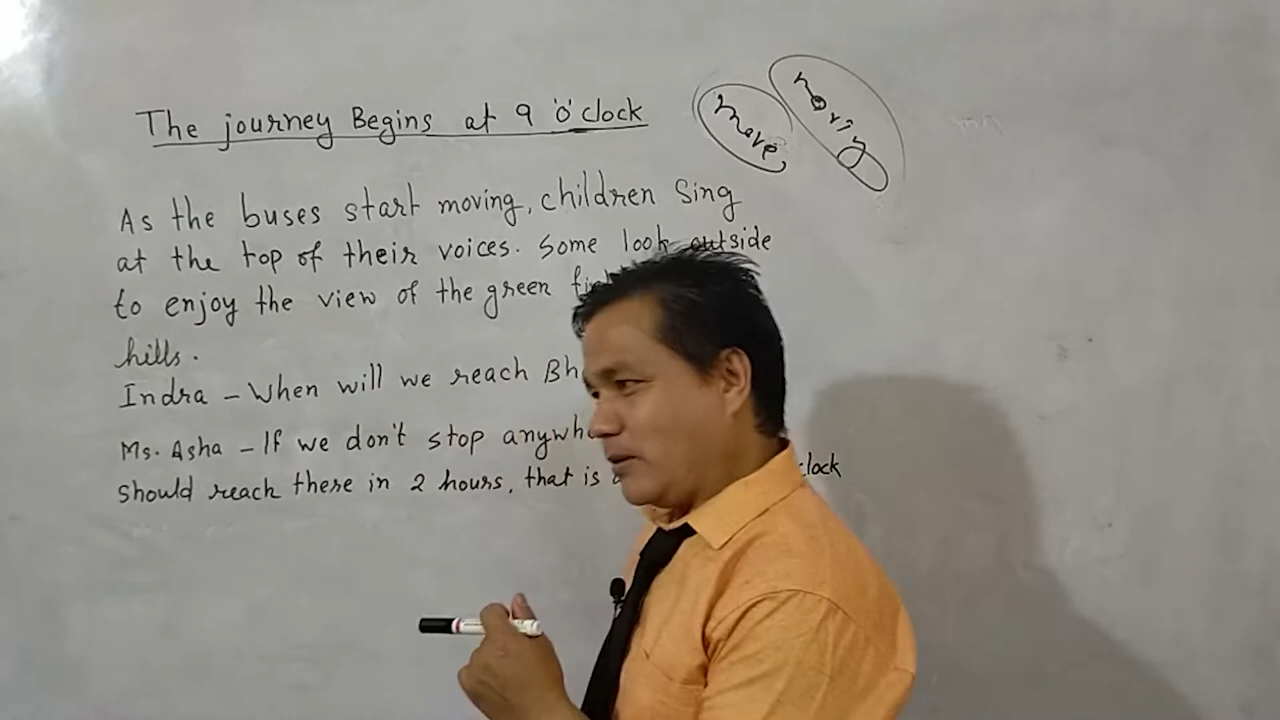 The journey Begins at 9 'O' clock
move
moving
As the buses start moving, children Sing
at the top of their voices. Some look outside
to enjoy the view of the green
hills.
Indra - When will we reach
Ms. Asha - If we don't stop
should reach there in 2 hours, that is